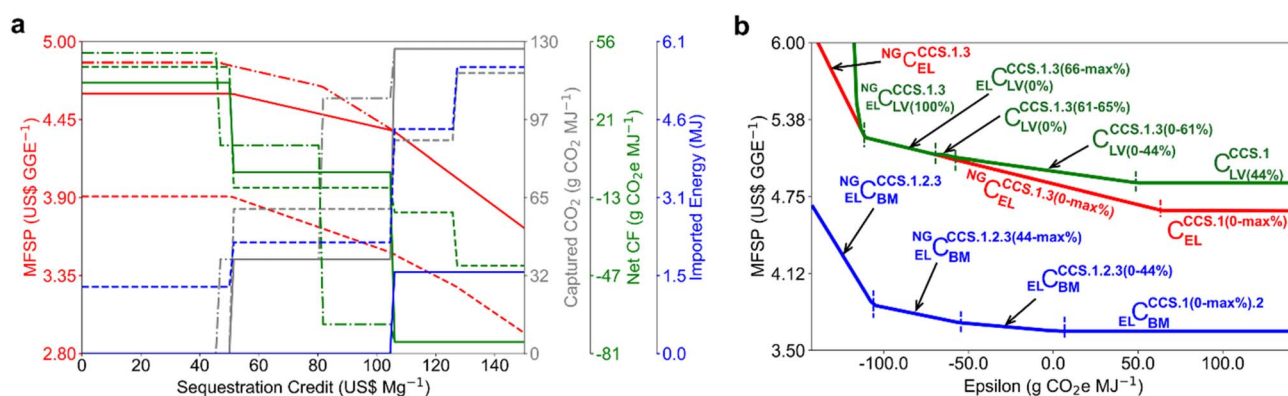 a
5.00
4.45
3.90
3.35
2.80
MFSP (US$ GGE⁻¹)
0 20 40 60 80 100 120 140
Sequestration Credit (US$ Mg⁻¹)
130
97
65
32
0
Captured CO₂ (g CO₂ MJ⁻¹)
56
21
-13
-47
-81
Net CF (g CO₂e MJ⁻¹)
6.1
4.6
3.1
1.5
0.0
Imported Energy (MJ)
b
6.00
5.38
4.75
4.12
3.50
MFSP (US$ GGE⁻¹)
-100.0 -50.0 0.0 50.0 100.0
Epsilon (g CO₂e MJ⁻¹)
NG C CCS.1.3 EL
NG EL C CCS.1.3 LV(100%)
EL C CCS.1.3(66-max%) LV(0%)
C CCS.1.3(61-65%) LV(0%)
C CCS.1.3(0-61%) LV(0-44%)
C CCS.1 LV(44%)
NG C CCS.1.3(0-max%) EL
C CCS.1(0-max%) EL
NG EL C CCS.1.2.3 BM
NG EL C CCS.1.2.3(44-max%) BM
EL C CCS.1.2.3(0-44%) BM
EL C CCS.1(0-max%).2 BM